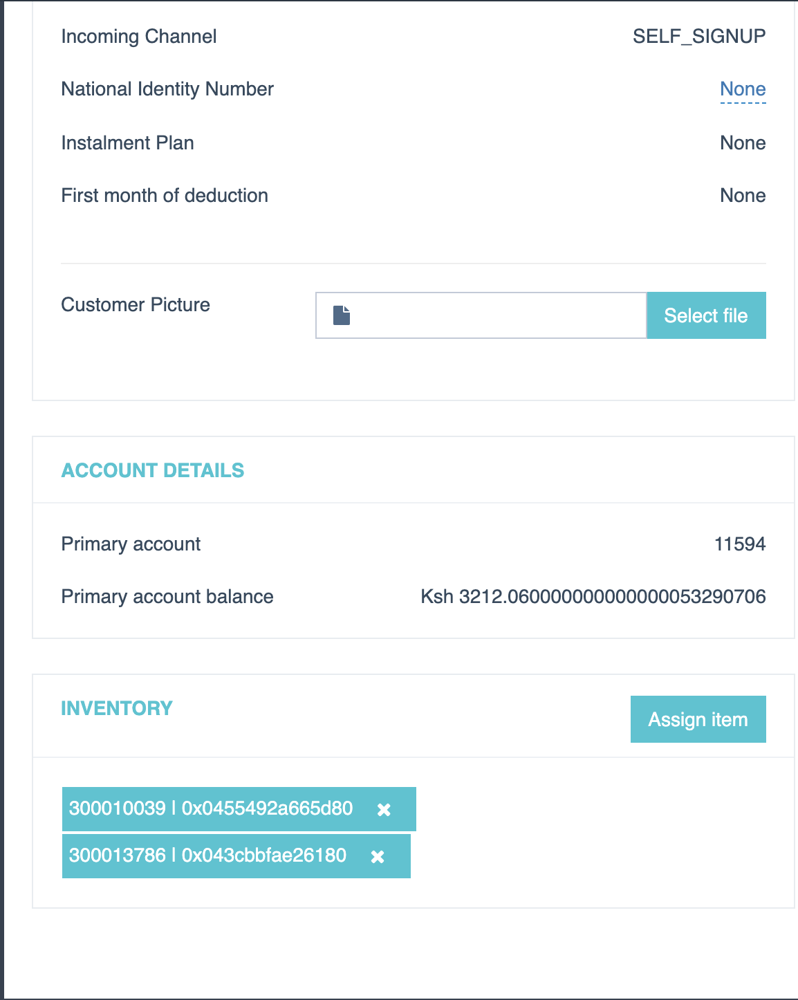 Incoming Channel SELF_SIGNUP
National Identity Number None
Instalment Plan None
First month of deduction None
Customer Picture Select file
ACCOUNT DETAILS
Primary account 11594
Primary account balance Ksh 3212.060000000000000053290706
INVENTORY Assign item
300010039 | 0x0455492a665d80 ×
300013786 | 0x043cbbfae26180 ×